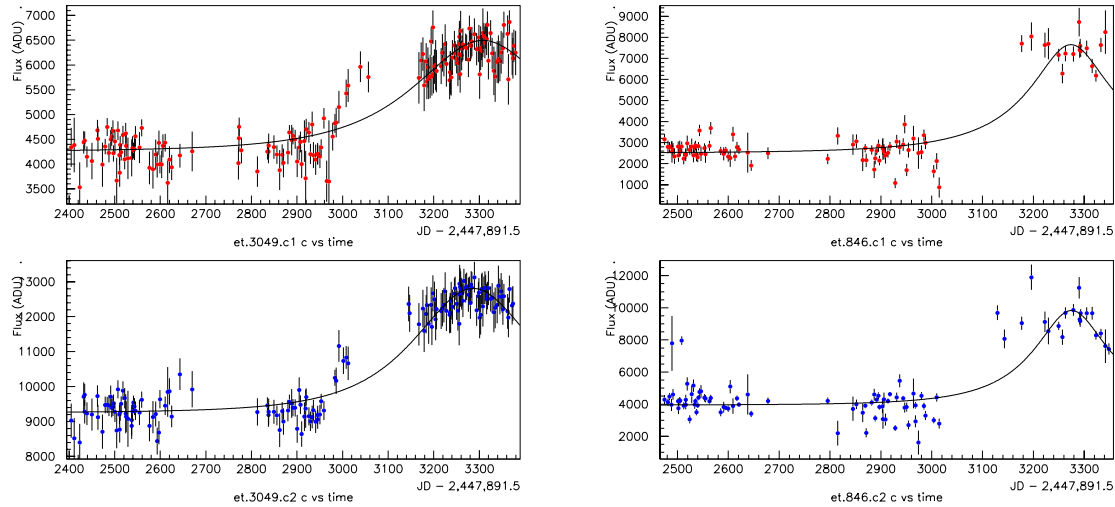 Flux (ADU)
7000
6500
6000
5500
5000
4500
4000
3500
2400 2500 2600 2700 2800 2900 3000 3100 3200 3300
JD - 2,447,891.5
et.3049.c1 c vs time
Flux (ADU)
9000
8000
7000
6000
5000
4000
3000
2000
1000
2500 2600 2700 2800 2900 3000 3100 3200 3300
JD - 2,447,891.5
et.846.c1 c vs time
Flux (ADU)
13000
12000
11000
10000
9000
8000
2400 2500 2600 2700 2800 2900 3000 3100 3200 3300
JD - 2,447,891.5
et.3049.c2 c vs time
Flux (ADU)
12000
10000
8000
6000
4000
2000
2500 2600 2700 2800 2900 3000 3100 3200 3300
JD - 2,447,891.5
et.846.c2 c vs time